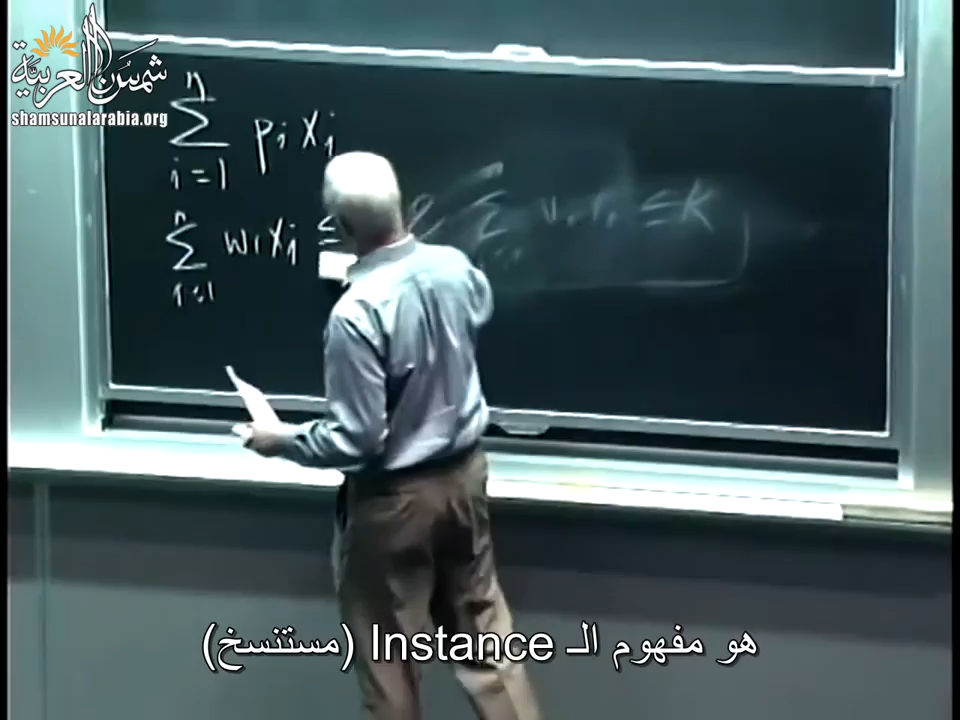 شمس العربية
shamsunalarabia.org
n
∑ pᵢ xᵢ
i=1
n
∑ wᵢ xᵢ ≤
i=1
≤ K
هو مفهوم الـ Instance (مستنسخ)